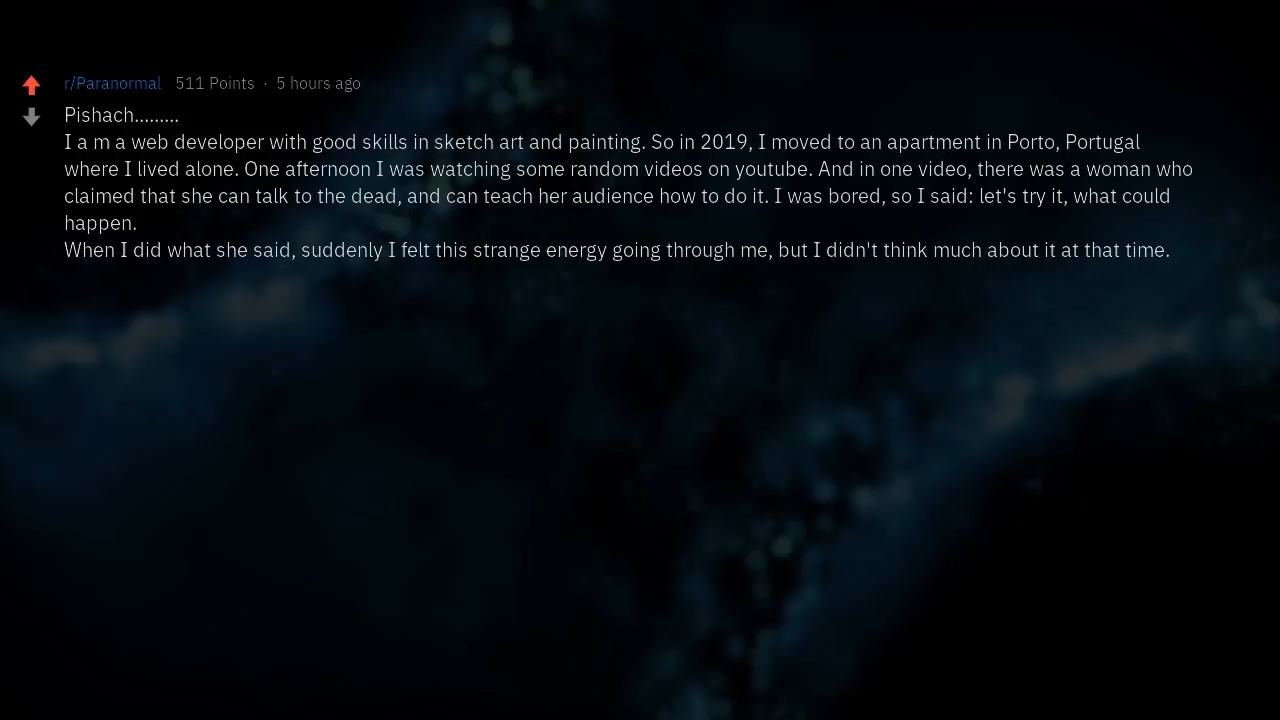 r/Paranormal 511 Points · 5 hours ago
Pishach.........
I a m a web developer with good skills in sketch art and painting. So in 2019, I moved to an apartment in Porto, Portugal
where I lived alone. One afternoon I was watching some random videos on youtube. And in one video, there was a woman who
claimed that she can talk to the dead, and can teach her audience how to do it. I was bored, so I said: let's try it, what could
happen.
When I did what she said, suddenly I felt this strange energy going through me, but I didn't think much about it at that time.